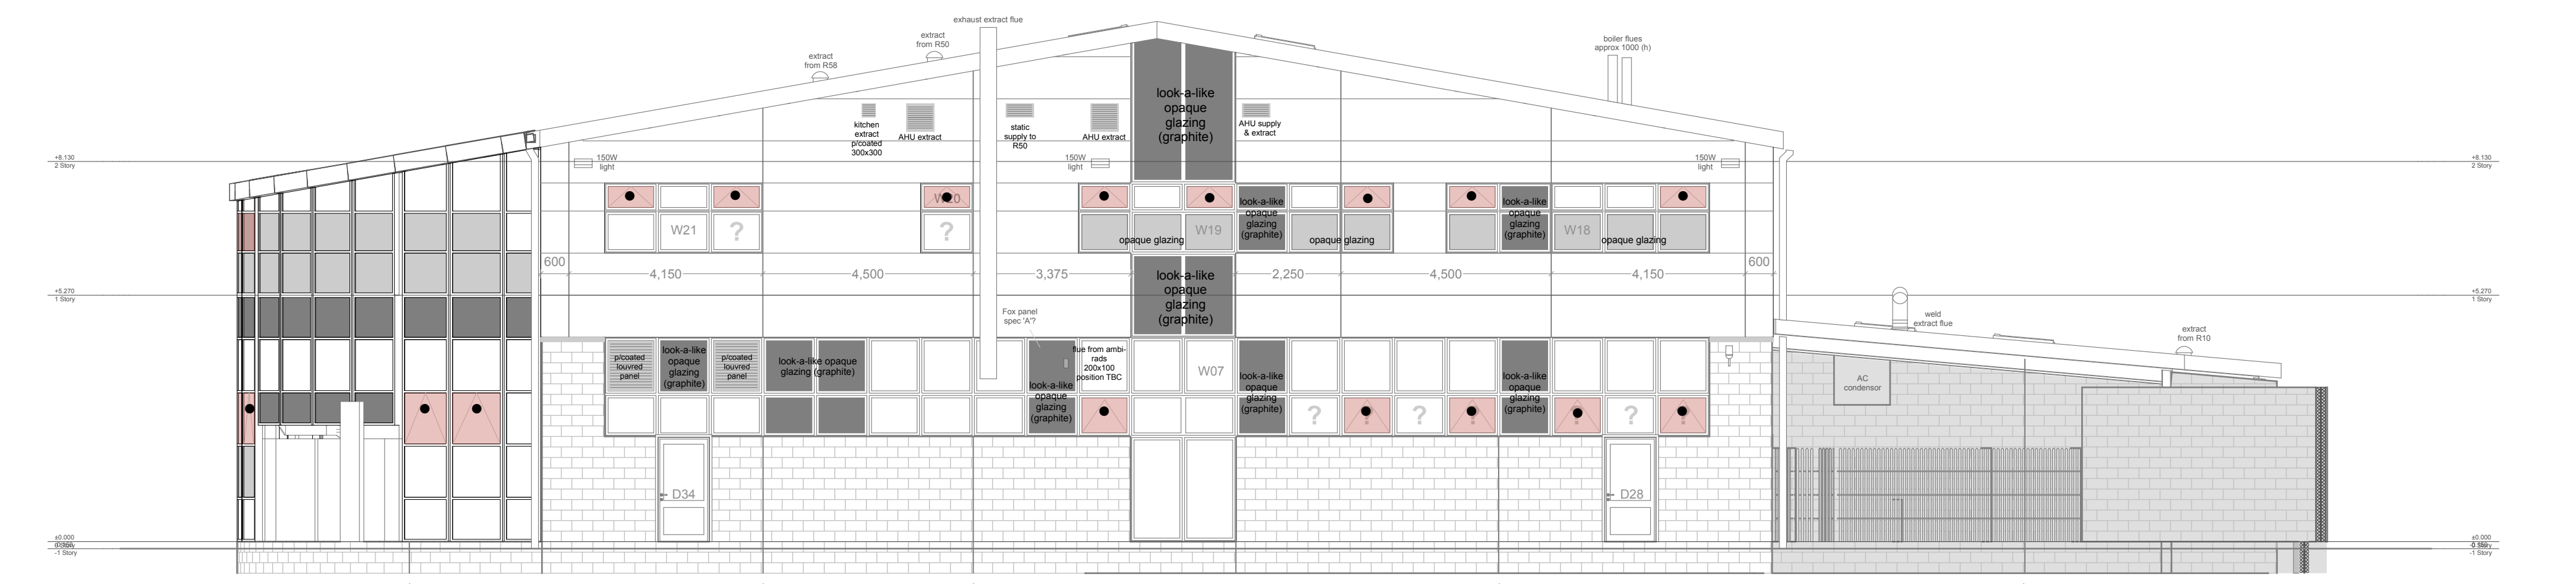 exhaust extract flue
extract
from R50
extract
from R58
boiler flues
approx 1000 (h)
look-a-like
opaque
glazing
(graphite)
kitchen
extract
p/coated
300x300
AHU extract
static
supply to
R50
AHU extract
AHU supply
& extract
+8.130
2 Story
150W
light
150W
light
150W
light
+8.130
2 Story
W20
look-a-like
opaque
glazing
(graphite)
look-a-like
opaque
glazing
(graphite)
W21
?
?
W19
W18
opaque glazing
opaque glazing
opaque glazing
600
4,150
4,500
3,375
2,250
4,500
4,150
600
look-a-like
opaque
glazing
(graphite)
+5.270
1 Story
+5.270
1 Story
Fox panel
spec 'A'?
weld
extract flue
extract
from R10
p/coated
louvred
panel
look-a-like
opaque
glazing
(graphite)
p/coated
louvred
panel
look-a-like opaque
glazing (graphite)
look-a-like
opaque
glazing
(graphite)
flue from ambi-
rads
200x100
position TBC
W07
look-a-like
opaque
glazing
(graphite)
look-a-like
opaque
glazing
(graphite)
AC
condensor
?
?
?
?
?
?
?
D34
D28
±0.000
-1 Story
±0.000
-1 Story